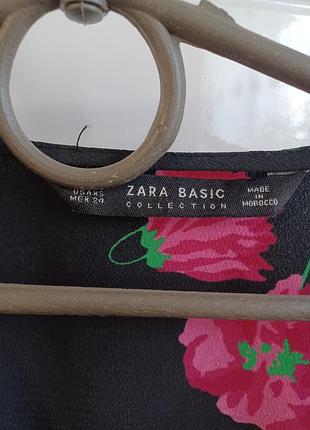 USA XS
MEX 24
ZARA BASIC
COLLECTION
MADE
IN
MOROCCO